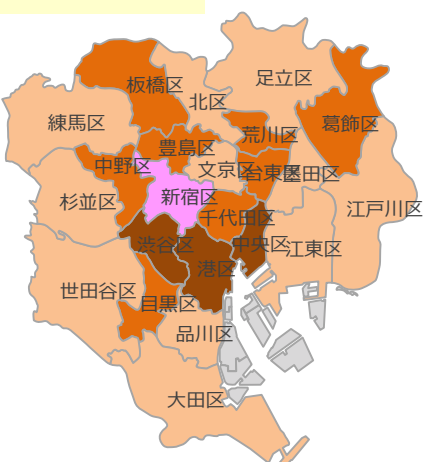 足立区
板橋区
北区
練馬区
葛飾区
荒川区
豊島区
中野区
文京区
台東区
墨田区
杉並区
新宿区
江戸川区
千代田区
渋谷区
中央区
江東区
港区
世田谷区
目黒区
品川区
大田区